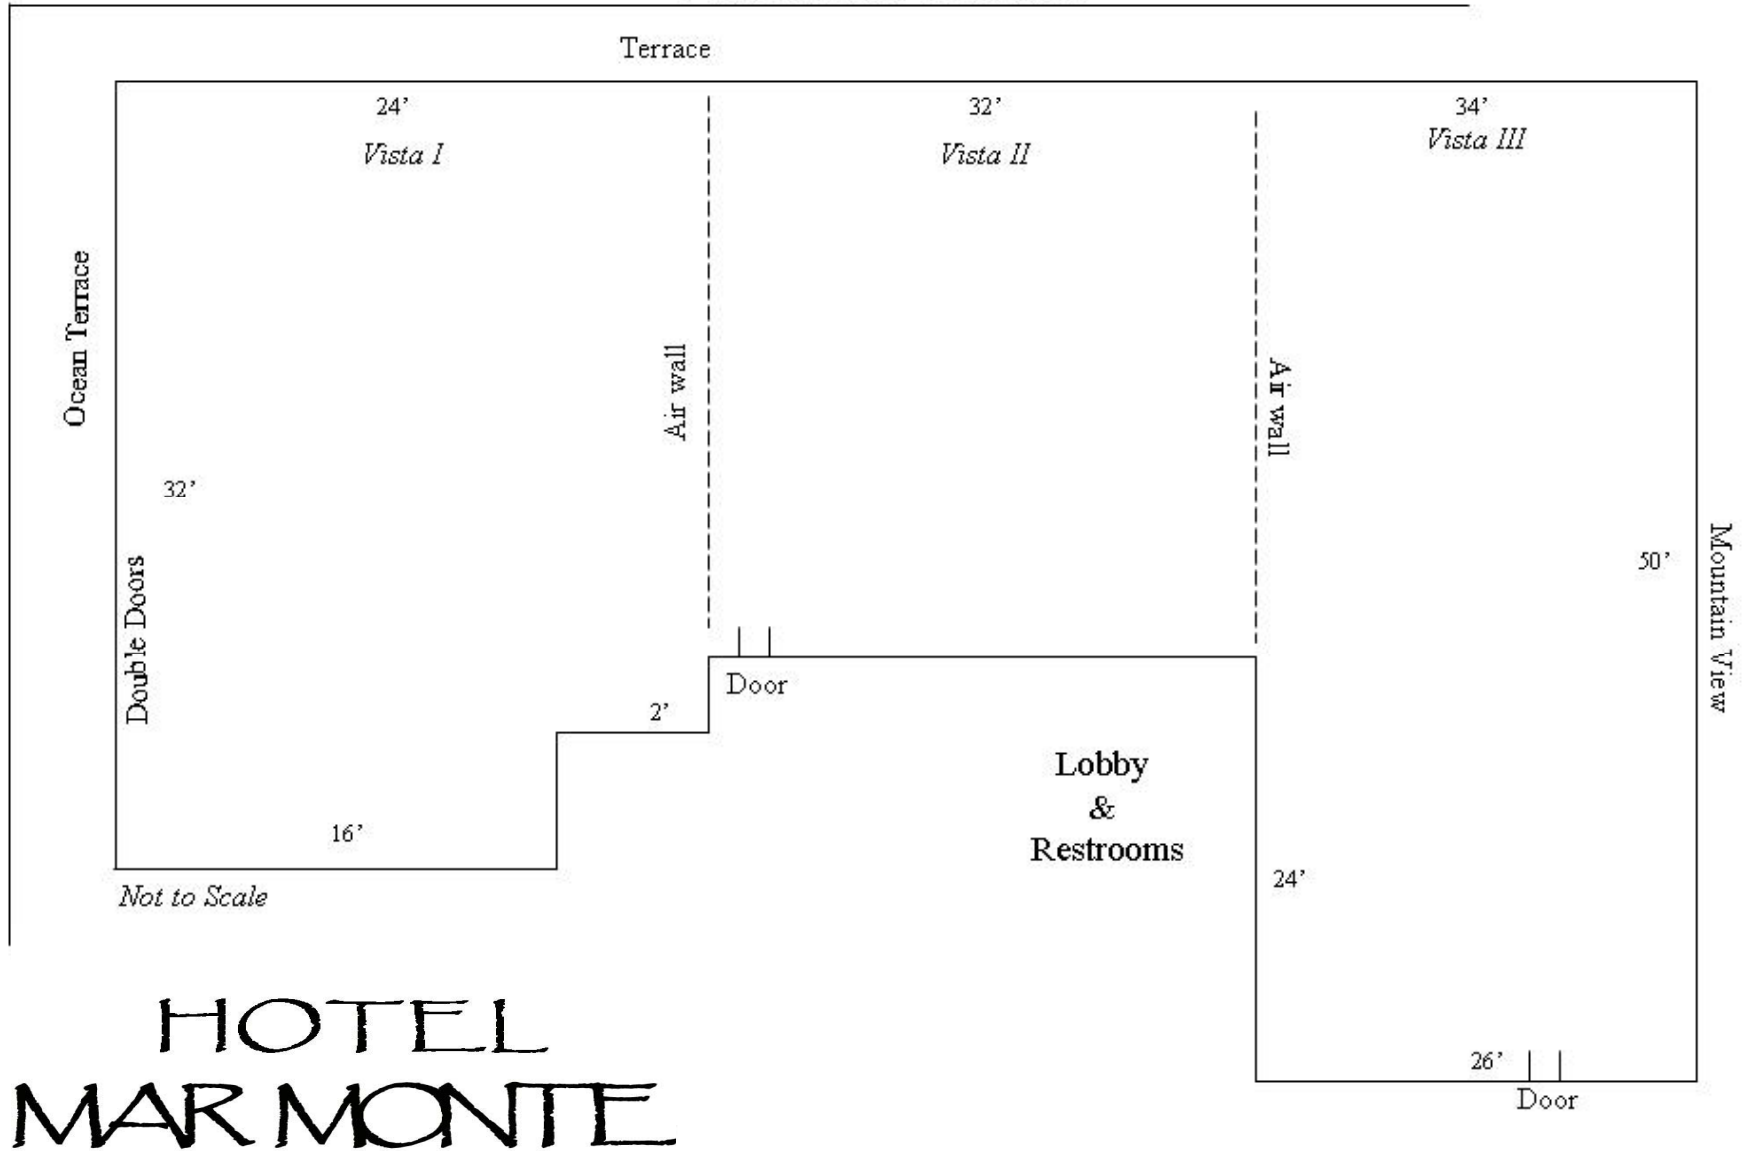 Terrace
24’
32’
34’
Vista I
Vista II
Vista III
Ocean Terrace
Air wall
Air wall
32’
Double Doors
50’
Mountain View
Door
2’
Lobby
&
Restrooms
16’
24’
Not to Scale
26’
Door
HOTEL
MAR MONTE